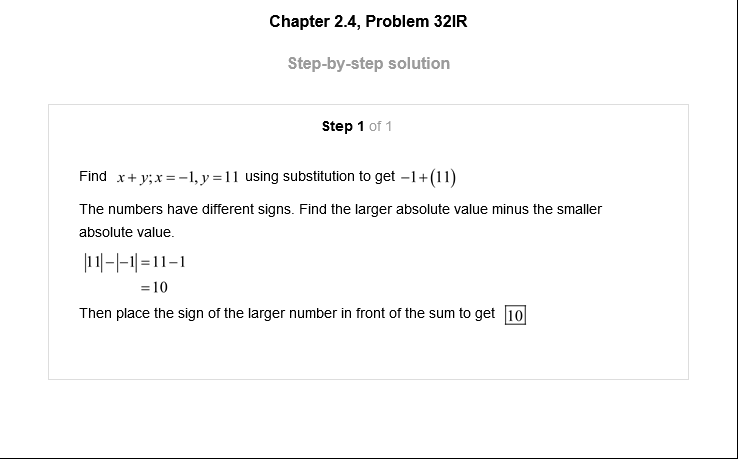 Chapter 2.4, Problem 32IR
Step-by-step solution
Step 1 of 1
Find x + y; x = −1, y = 11 using substitution to get −1+(11)
The numbers have different signs. Find the larger absolute value minus the smaller
absolute value.
|11|−|−1| = 11−1
= 10
Then place the sign of the larger number in front of the sum to get 10